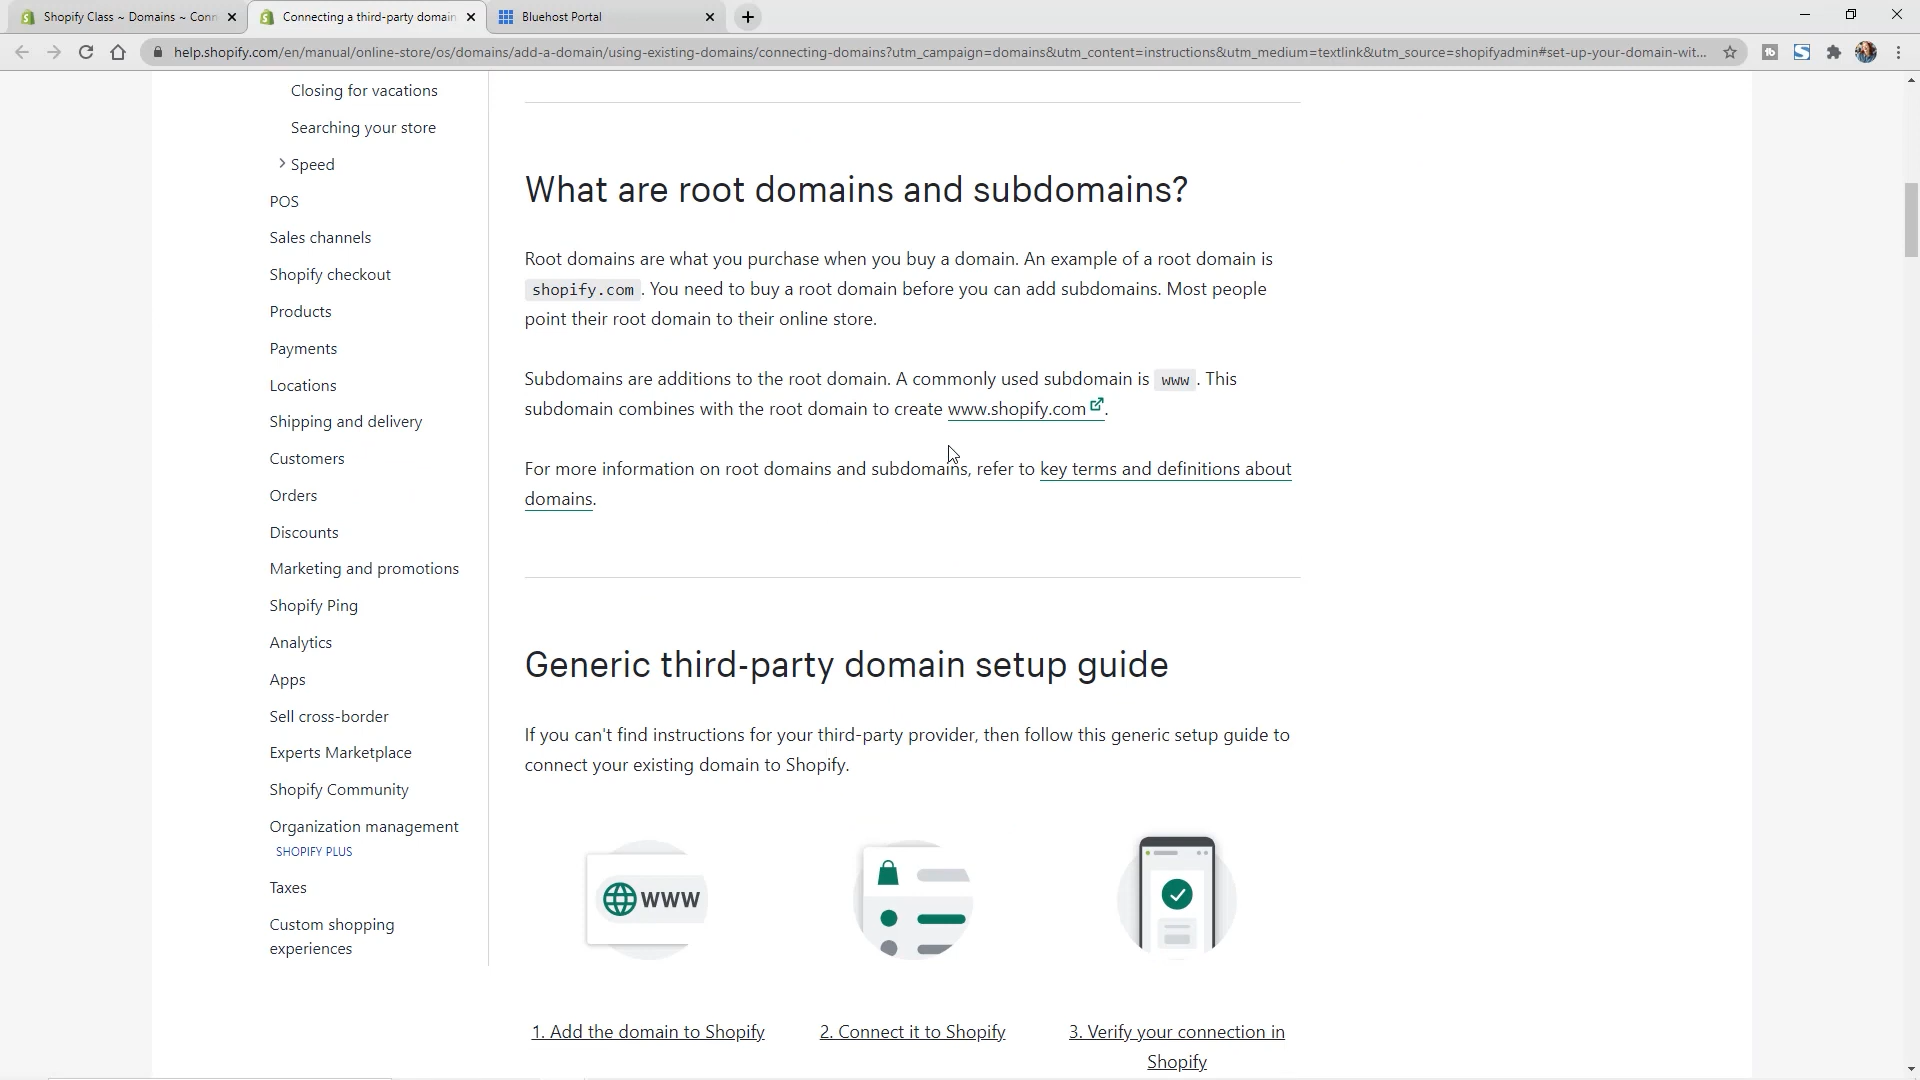 Shopify Class ~ Domains ~ Conn
Connecting a third-party domain
Bluehost Portal
help.shopify.com/en/manual/online-store/os/domains/add-a-domain/using-existing-domains/connecting-domains?utm_campaign=domains&utm_content=instructions&utm_medium=textlink&utm_source=shopifyadmin#set-up-your-domain-wit...
Closing for vacations
Searching your store
Speed
POS
Sales channels
Shopify checkout
Products
Payments
Locations
Shipping and delivery
Customers
Orders
Discounts
Marketing and promotions
Shopify Ping
Analytics
Apps
Sell cross-border
Experts Marketplace
Shopify Community
Organization management
SHOPIFY PLUS
Taxes
Custom shopping
experiences
What are root domains and subdomains?
Root domains are what you purchase when you buy a domain. An example of a root domain is
shopify.com. You need to buy a root domain before you can add subdomains. Most people
point their root domain to their online store.
Subdomains are additions to the root domain. A commonly used subdomain is www. This
subdomain combines with the root domain to create www.shopify.com.
For more information on root domains and subdomains, refer to key terms and definitions about
domains.
Generic third-party domain setup guide
If you can't find instructions for your third-party provider, then follow this generic setup guide to
connect your existing domain to Shopify.
WWW
1. Add the domain to Shopify
2. Connect it to Shopify
3. Verify your connection in
Shopify